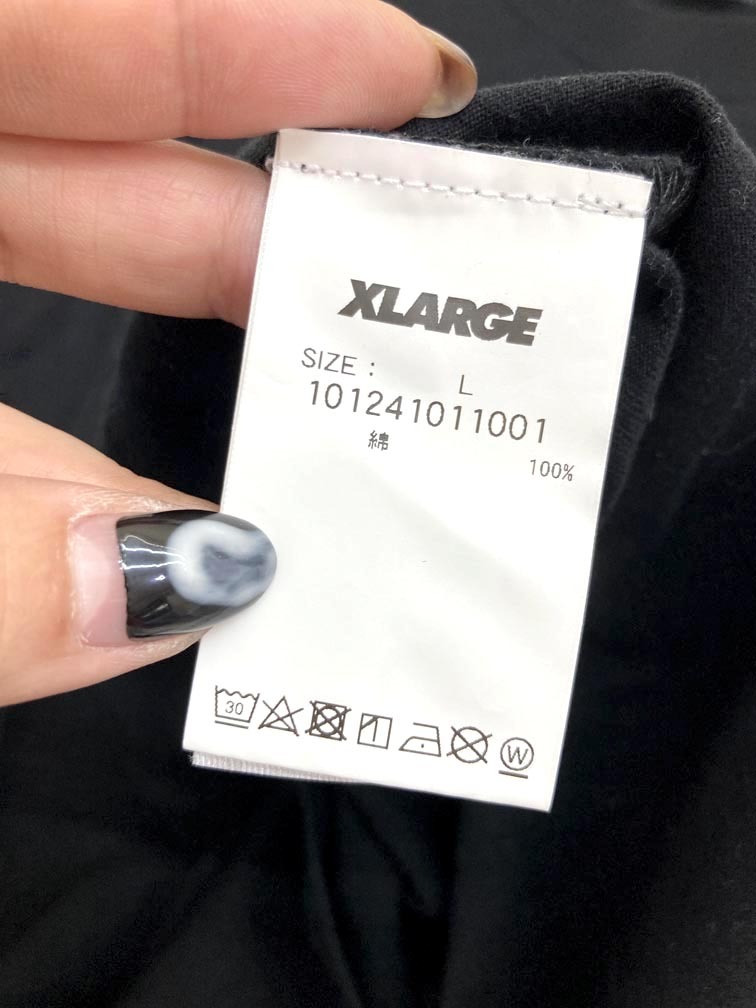 XLARGE
SIZE : L
101241011001
綿 100%
30
W